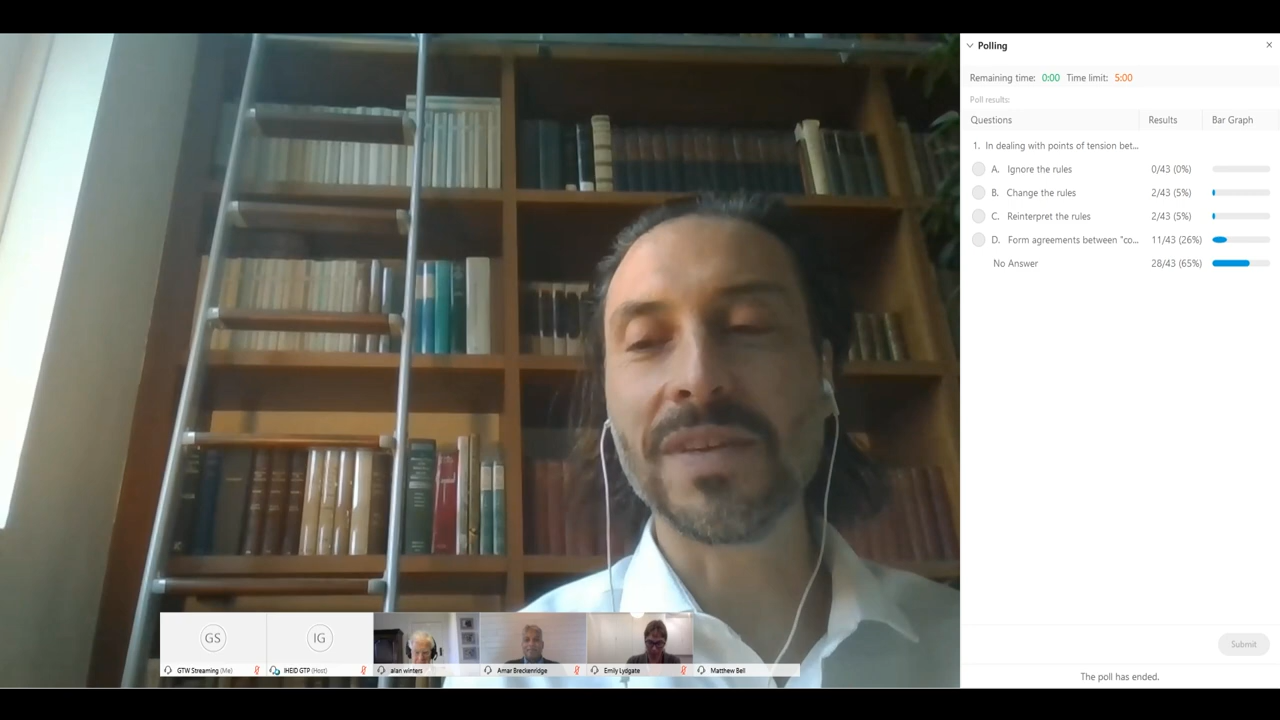 Polling
Remaining time: 0:00 Time limit: 5:00
Poll results:
Questions Results Bar Graph
1. In dealing with points of tension bet...
A. Ignore the rules 0/43 (0%)
B. Change the rules 2/43 (5%)
C. Reinterpret the rules 2/43 (5%)
D. Form agreements between "co... 11/43 (26%)
No Answer 28/43 (65%)
GS IG
GTW Streaming (Me) IHEID GTP (Host) alan winters Amar Breckenridge Emily Lydgate Matthew Bell
Submit
The poll has ended.